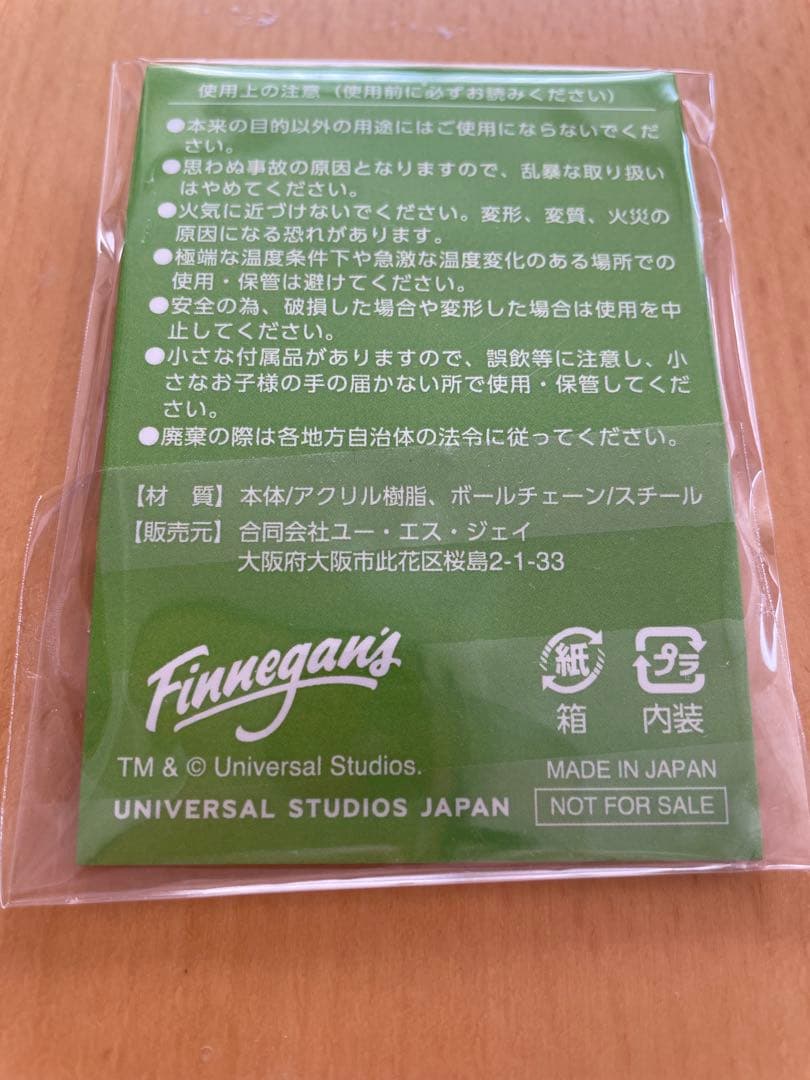 使用上の注意（使用前に必ずお読みください）
●本来の目的以外の用途にはご使用にならないでくだ
さい。
●思わぬ事故の原因となりますので、乱暴な取り扱い
はやめてください。
●火気に近づけないでください。変形、変質、火災の
原因になる恐れがあります。
●極端な温度条件下や急激な温度変化のある場所での
使用・保管は避けてください。
●安全の為、破損した場合や変形した場合は使用を中
止してください。
●小さな付属品がありますので、誤飲等に注意し、小
さなお子様の手の届かない所で使用・保管してくだ
さい。
●廃棄の際は各地方自治体の法令に従ってください。
【材　質】本体/アクリル樹脂、ボールチェーン/スチール
【販売元】合同会社ユー・エス・ジェイ
大阪府大阪市此花区桜島2-1-33
Finnegan's
紙 プラ
箱 内装
TM & © Universal Studios.
MADE IN JAPAN
UNIVERSAL STUDIOS JAPAN
NOT FOR SALE